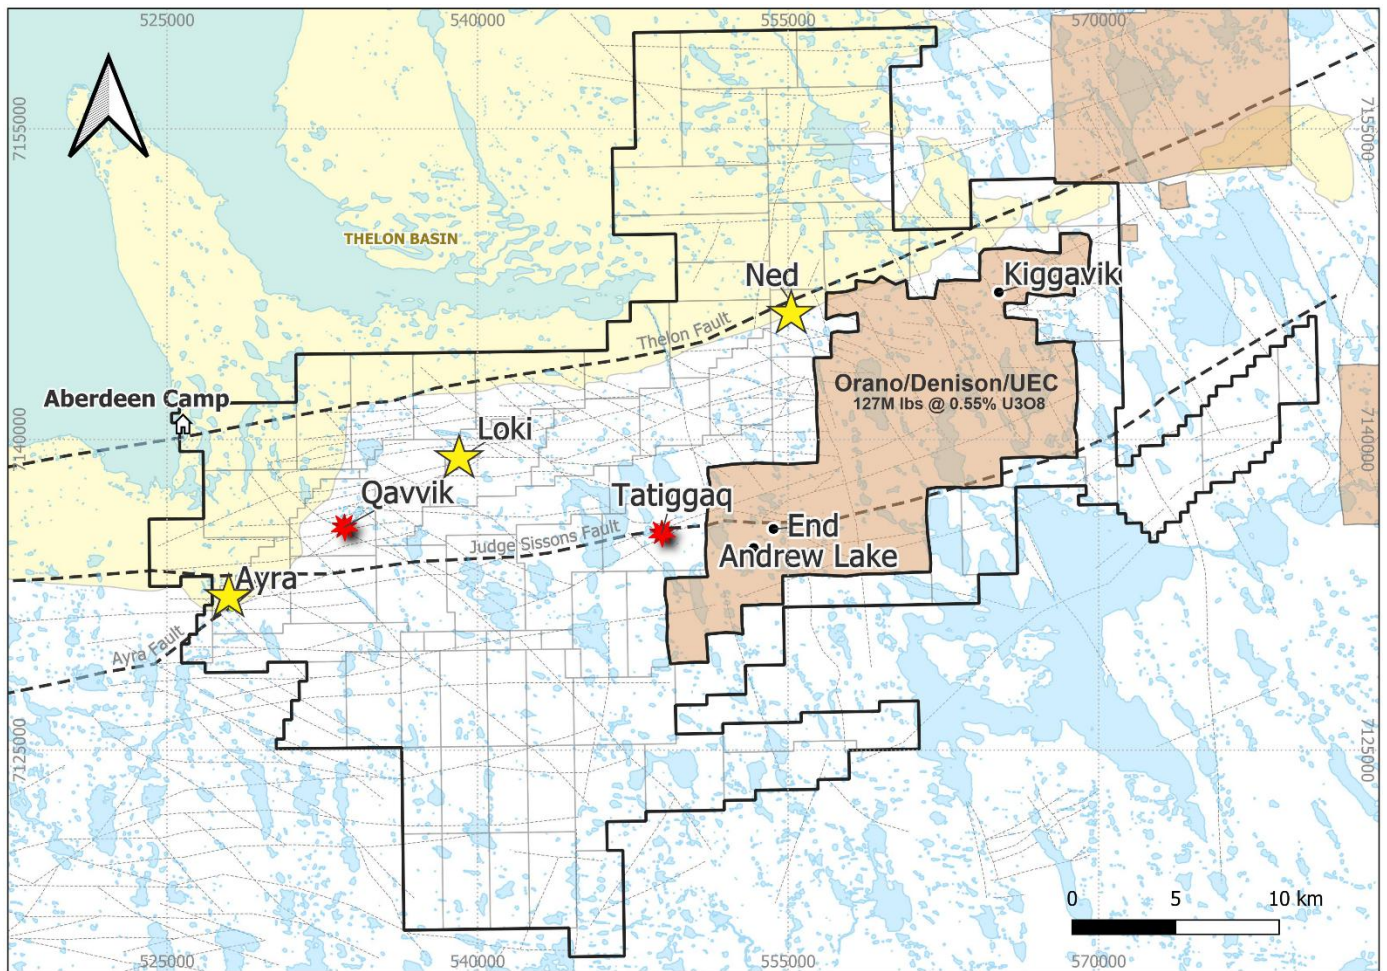 525000
540000
555000
570000
7155000
7155000
THELON BASIN
Ned
Kiggavik
Thelon Fault
Orano/Denison/UEC
127M lbs @ 0.55% U3O8
Aberdeen Camp
7140000
7140000
Loki
Qavvik
Tatiggaq
End
Judge Sissons Fault
Andrew Lake
Ayra
Ayra Fault
7125000
7125000
0 5 10 km
525000
540000
555000
570000